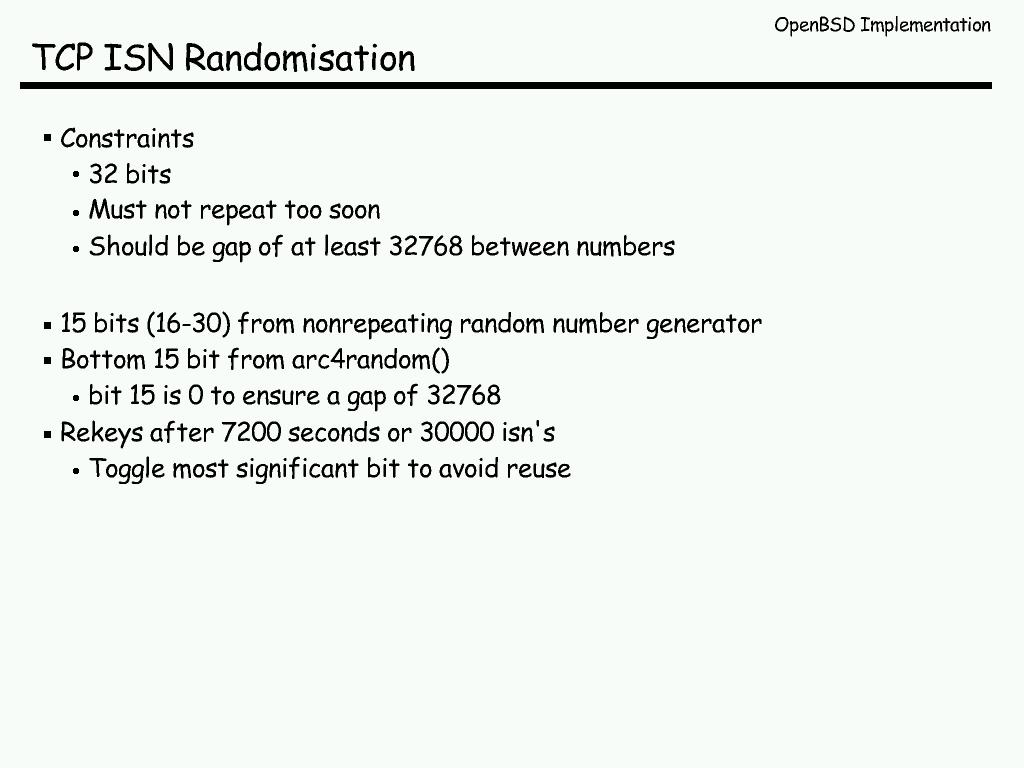 OpenBSD Implementation
TCP ISN Randomisation
▪ Constraints
• 32 bits
• Must not repeat too soon
• Should be gap of at least 32768 between numbers
▪ 15 bits (16-30) from nonrepeating random number generator
▪ Bottom 15 bit from arc4random()
• bit 15 is 0 to ensure a gap of 32768
▪ Rekeys after 7200 seconds or 30000 isn's
• Toggle most significant bit to avoid reuse